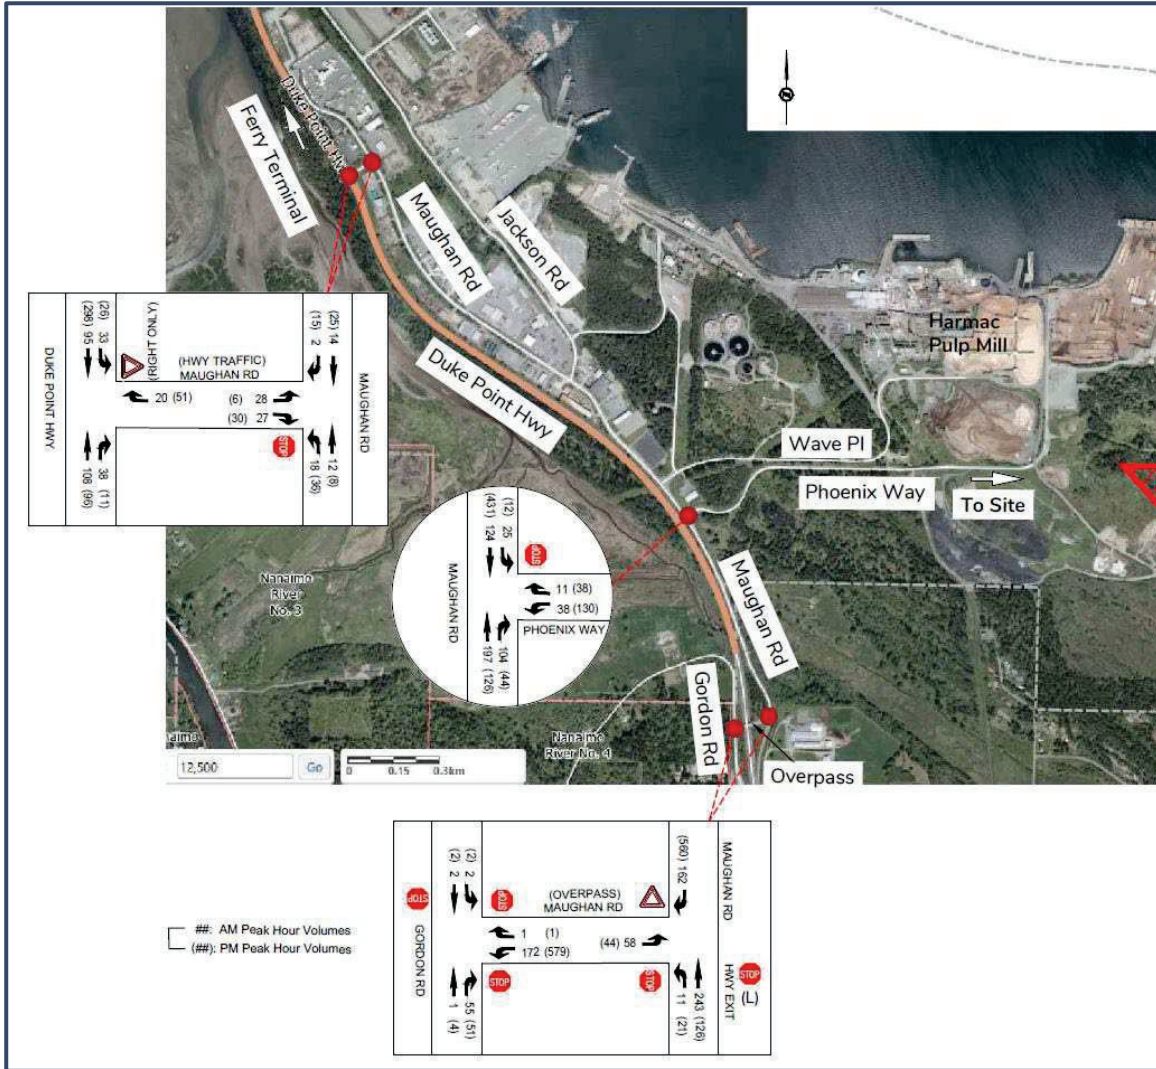 Ferry Terminal
Duke Point Hwy
Maughan Rd
Jackson Rd
Harmac
Pulp Mill
Duke Point Hwy
Wave Pl
Phoenix Way
To Site
Maughan Rd
Gordon Rd
Overpass
Nanaimo
River
No. 3
Nanaimo
River No. 4
12,500
Go
0 0.15 0.3km
DUKE POINT HWY
(298) 95
(26) 33
(RIGHT ONLY)
(HWY TRAFFIC)
MAUGHAN RD
(15) 2
(25) 14
MAUGHAN RD
20 (51)
(6) 28
(30) 27
STOP
108 (96)
38 (11)
18 (36)
12 (8)
MAUGHAN RD
(431) 124
(12) 25
STOP
11 (38)
38 (130)
PHOENIX WAY
197 (126)
104 (44)
STOP
GORDON RD
(2) 2
(2) 2
STOP
(OVERPASS)
MAUGHAN RD
(560) 162
MAUGHAN RD
1 (1)
172 (579)
(44) 58
STOP
STOP
HWY EXIT
STOP
(L)
1 (4)
55 (51)
11 (21)
243 (126)
##: AM Peak Hour Volumes
(##): PM Peak Hour Volumes